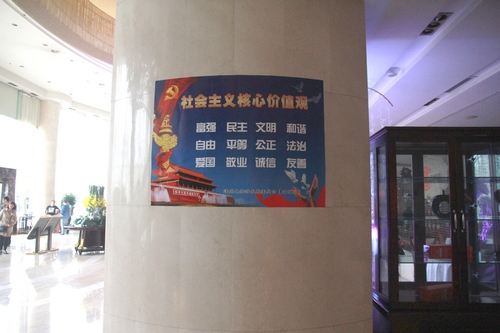 社会主义核心价值观
富强 民主 文明 和谐
自由 平等 公正 法治
爱国 敬业 诚信 友善